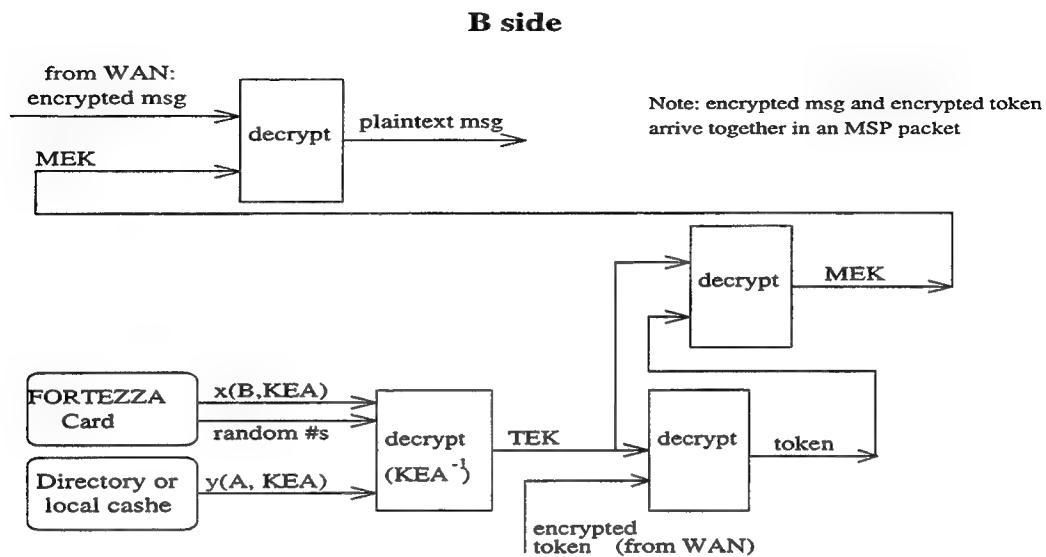 B side
from WAN:
encrypted msg
decrypt
plaintext msg
Note: encrypted msg and encrypted token
arrive together in an MSP packet
MEK
decrypt
MEK
FORTEZZA
Card
x(B,KEA)
random #s
decrypt
(KEA⁻¹)
TEK
decrypt
token
Directory or
local cashe
y(A, KEA)
encrypted
token (from WAN)